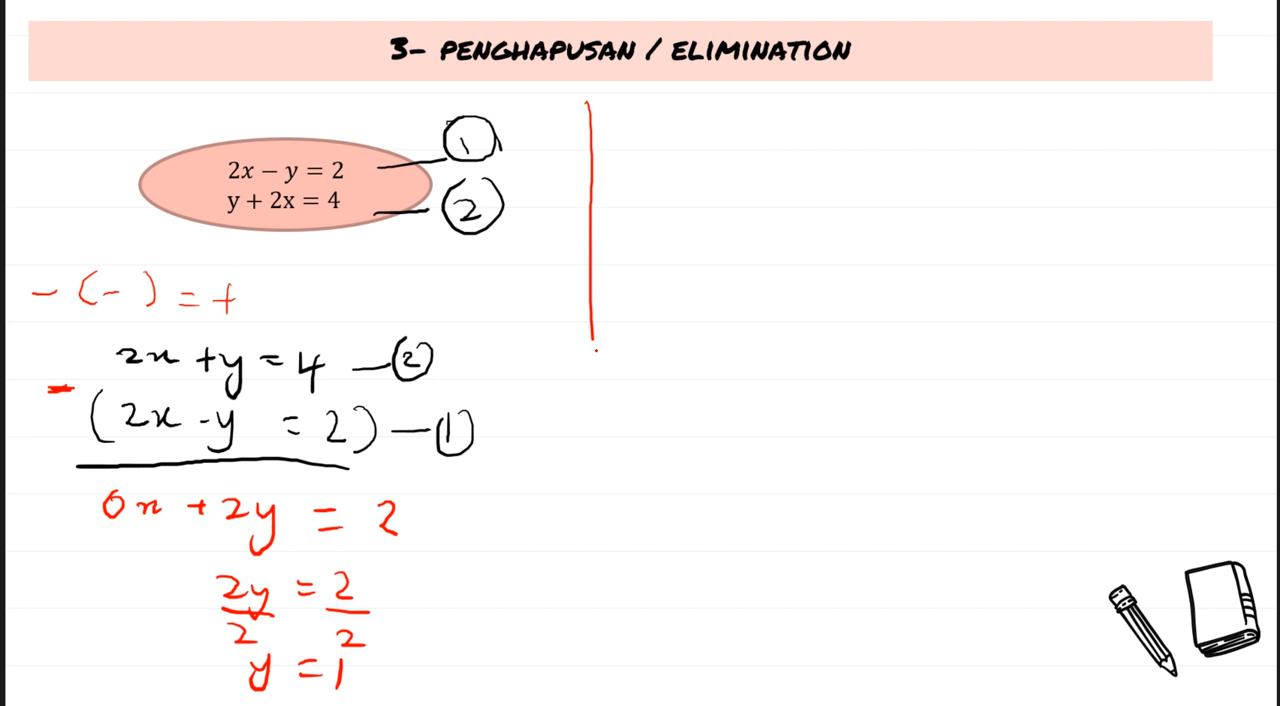 3- PENGHAPUSAN / ELIMINATION
2x − y = 2 ①
y + 2x = 4 ②
- (-) = +
2x + y = 4 — ②
- (2x - y = 2) — ①
0x + 2y = 2
2y = 2
2 2
y = 1